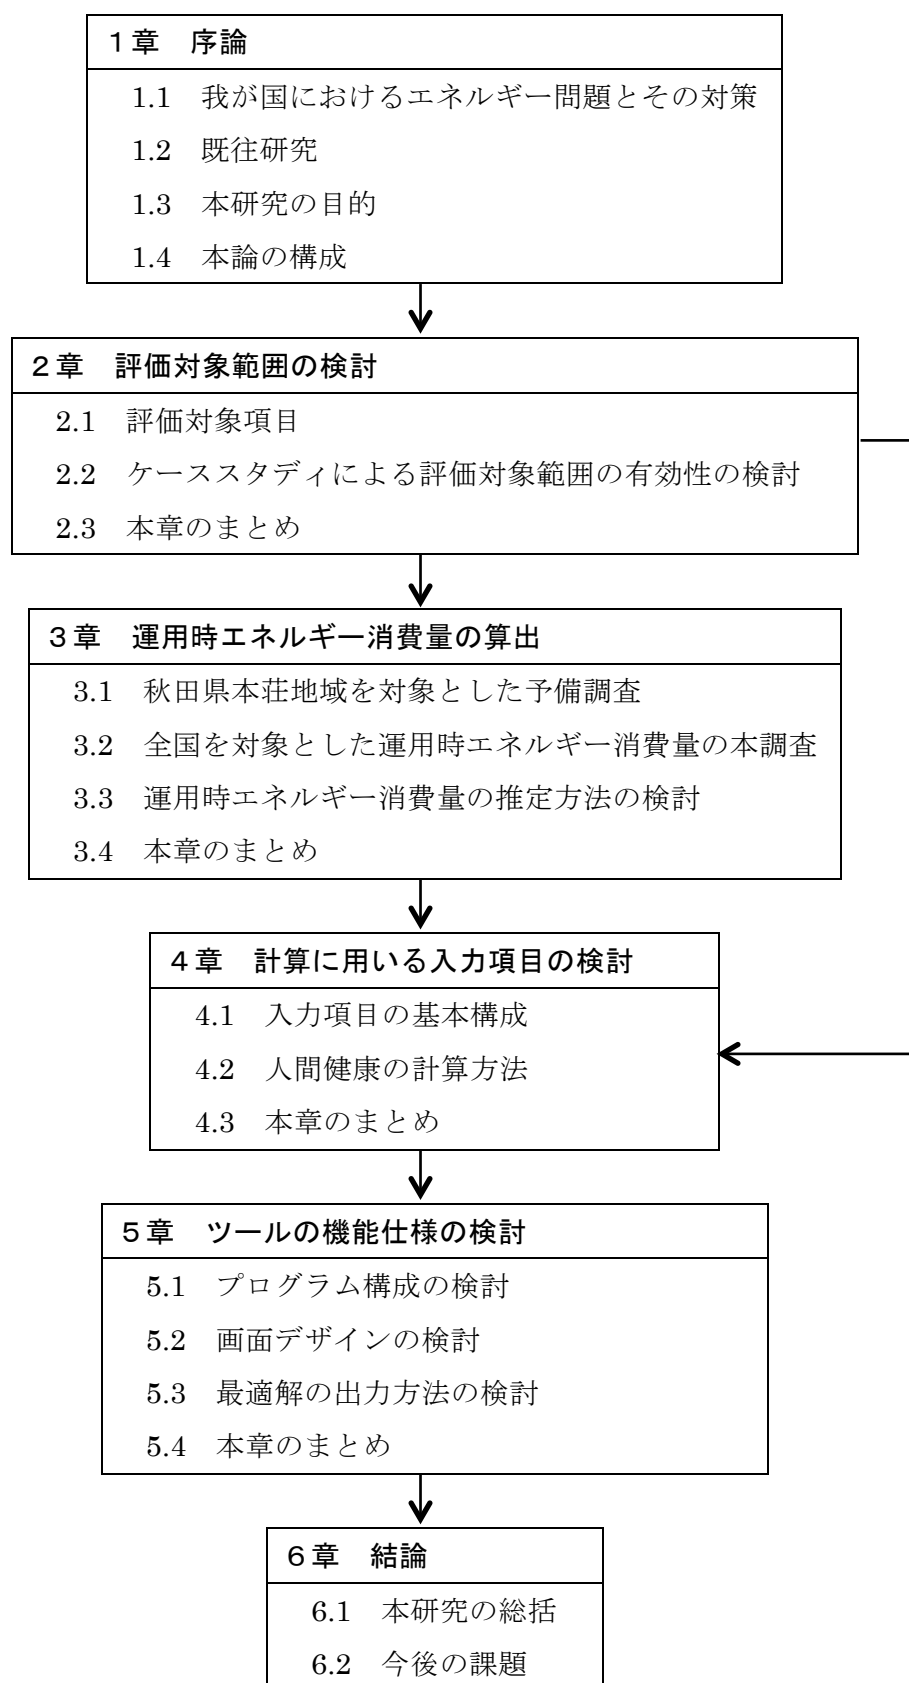 １章　序論
1.1　我が国におけるエネルギー問題とその対策
1.2　既往研究
1.3　本研究の目的
1.4　本論の構成
２章　評価対象範囲の検討
2.1　評価対象項目
2.2　ケーススタディによる評価対象範囲の有効性の検討
2.3　本章のまとめ
３章　運用時エネルギー消費量の算出
3.1　秋田県本荘地域を対象とした予備調査
3.2　全国を対象とした運用時エネルギー消費量の本調査
3.3　運用時エネルギー消費量の推定方法の検討
3.4　本章のまとめ
４章　計算に用いる入力項目の検討
4.1　入力項目の基本構成
4.2　人間健康の計算方法
4.3　本章のまとめ
５章　ツールの機能仕様の検討
5.1　プログラム構成の検討
5.2　画面デザインの検討
5.3　最適解の出力方法の検討
5.4　本章のまとめ
６章　結論
6.1　本研究の総括
6.2　今後の課題